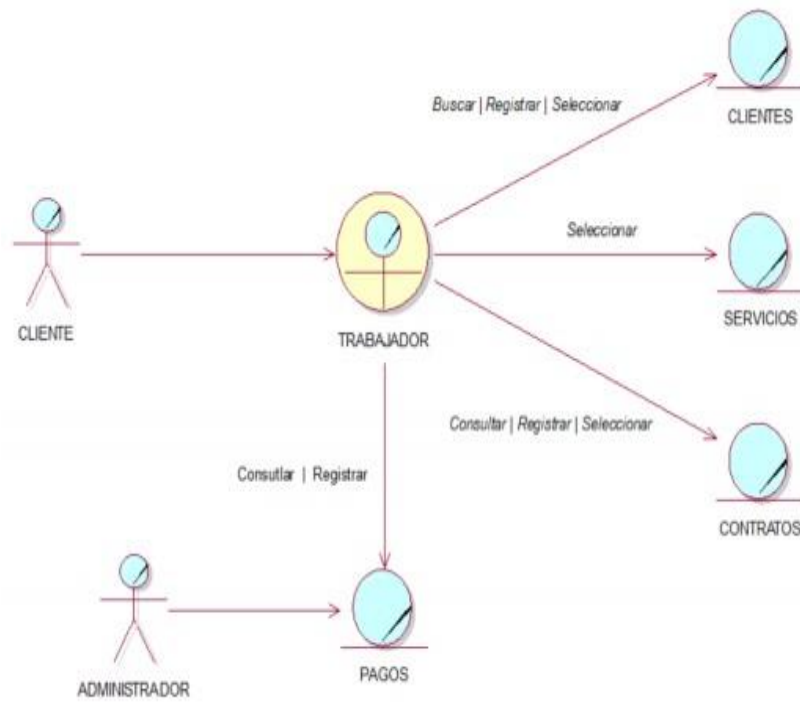 Buscar | Registrar | Seleccionar
CLIENTES
Seleccionar
SERVICIOS
CLIENTE
TRABAJADOR
Consultar | Registrar | Seleccionar
Consutlar | Registrar
CONTRATOS
ADMINISTRADOR
PAGOS